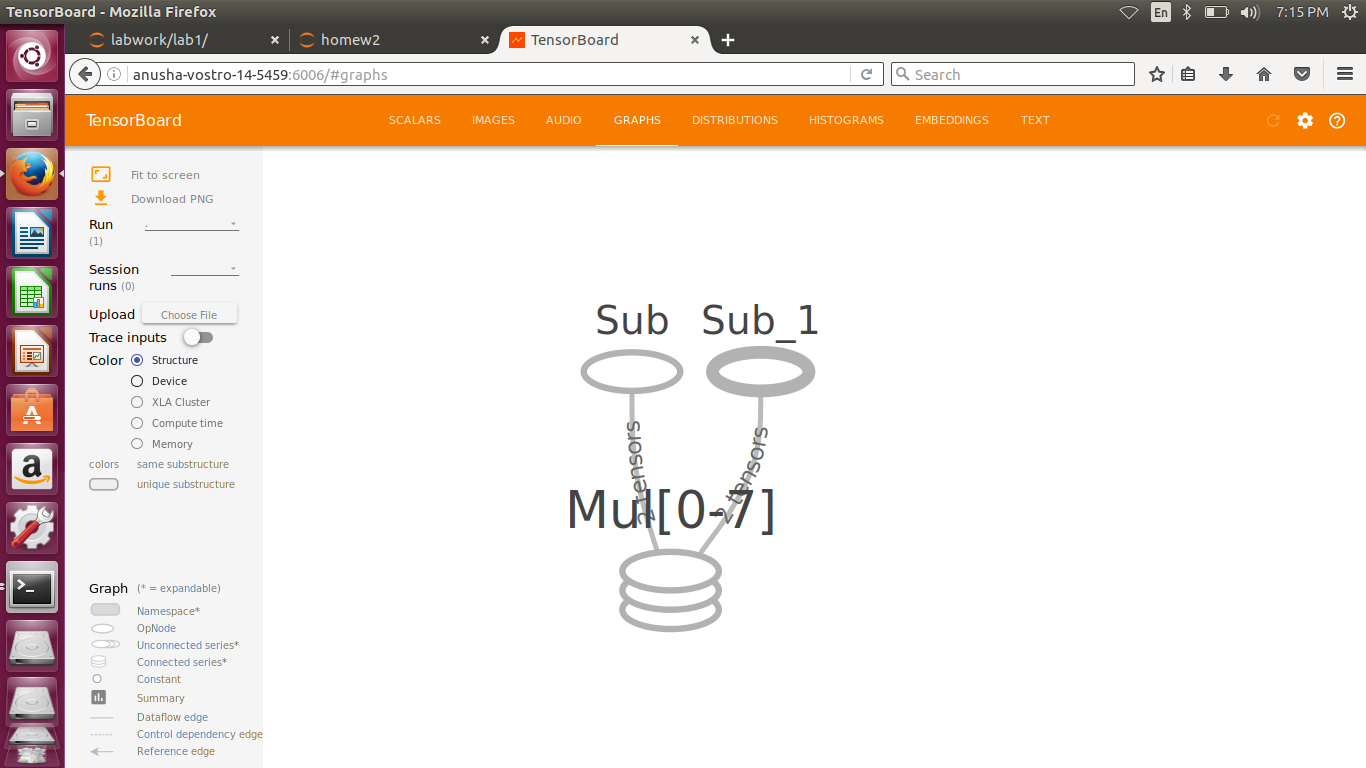 TensorBoard - Mozilla Firefox
En
7:15 PM
labwork/lab1/
homew2
TensorBoard
anusha-vostro-14-5459:6006/#graphs
Search
TensorBoard
SCALARS
IMAGES
AUDIO
GRAPHS
DISTRIBUTIONS
HISTOGRAMS
EMBEDDINGS
TEXT
Fit to screen
Download PNG
Run
(1)
.
Session
runs (0)
Upload
Choose File
Trace inputs
Color
Structure
Device
XLA Cluster
Compute time
Memory
colors
same substructure
unique substructure
Graph
(* = expandable)
Namespace*
OpNode
Unconnected series*
Connected series*
Constant
Summary
Dataflow edge
Control dependency edge
Reference edge
Sub
Sub_1
2 tensors
2 tensors
Mul[0-7]